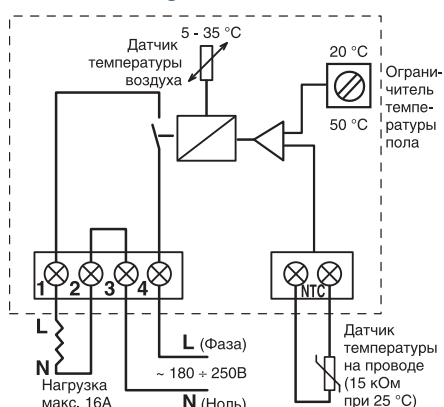 5 - 35 °C
Датчик
температуры
воздуха
20 °C
50 °C
Ограни-
читель
темпе-
ратуры
пола
1 2 3 4
NTC
L
N
Нагрузка
макс. 16А
L (Фаза)
~ 180 ÷ 250В
N (Ноль)
Датчик
температуры
на проводе
(15 кОм
при 25 °C)